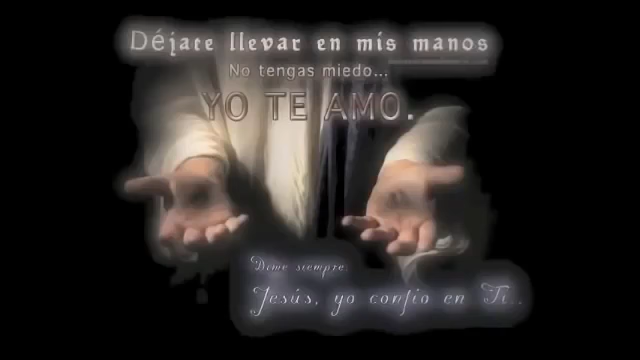 Déjate llevar en mis manos
No tengas miedo...
YO TE AMO.
Dime siempre:
Jesús, yo confío en Ti..